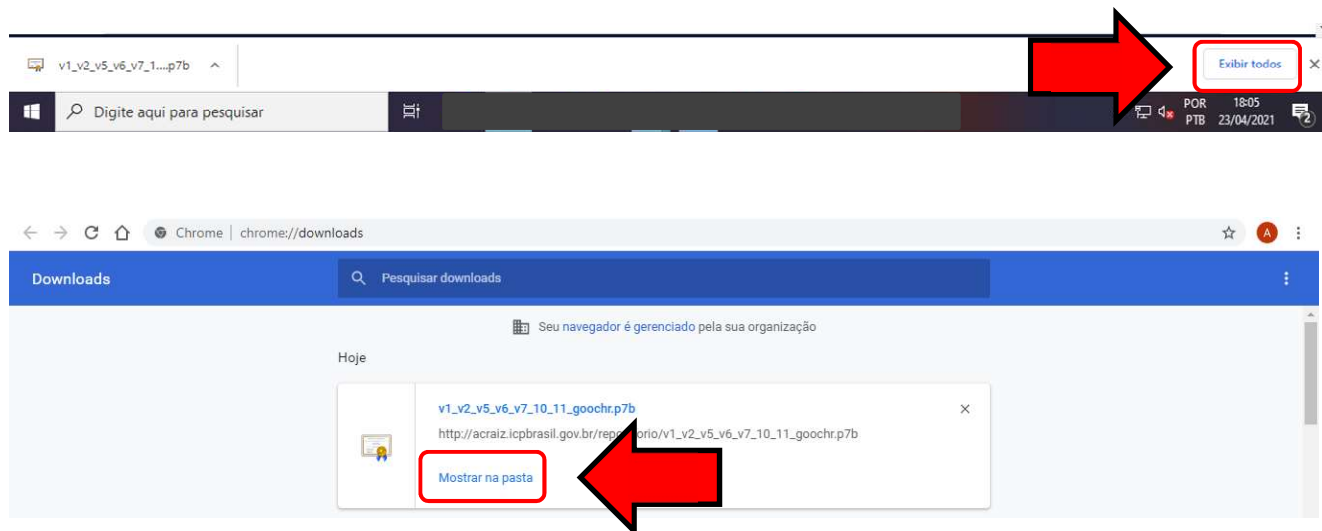 v1_v2_v5_v6_v7_1....p7b
Exibir todos
Digite aqui para pesquisar
POR
PTB
18:05
23/04/2021
2
Chrome | chrome://downloads
A
Downloads
Pesquisar downloads
Seu navegador é gerenciado pela sua organização
Hoje
v1_v2_v5_v6_v7_10_11_goochr.p7b
http://acraiz.icpbrasil.gov.br/repositorio/v1_v2_v5_v6_v7_10_11_goochr.p7b
Mostrar na pasta